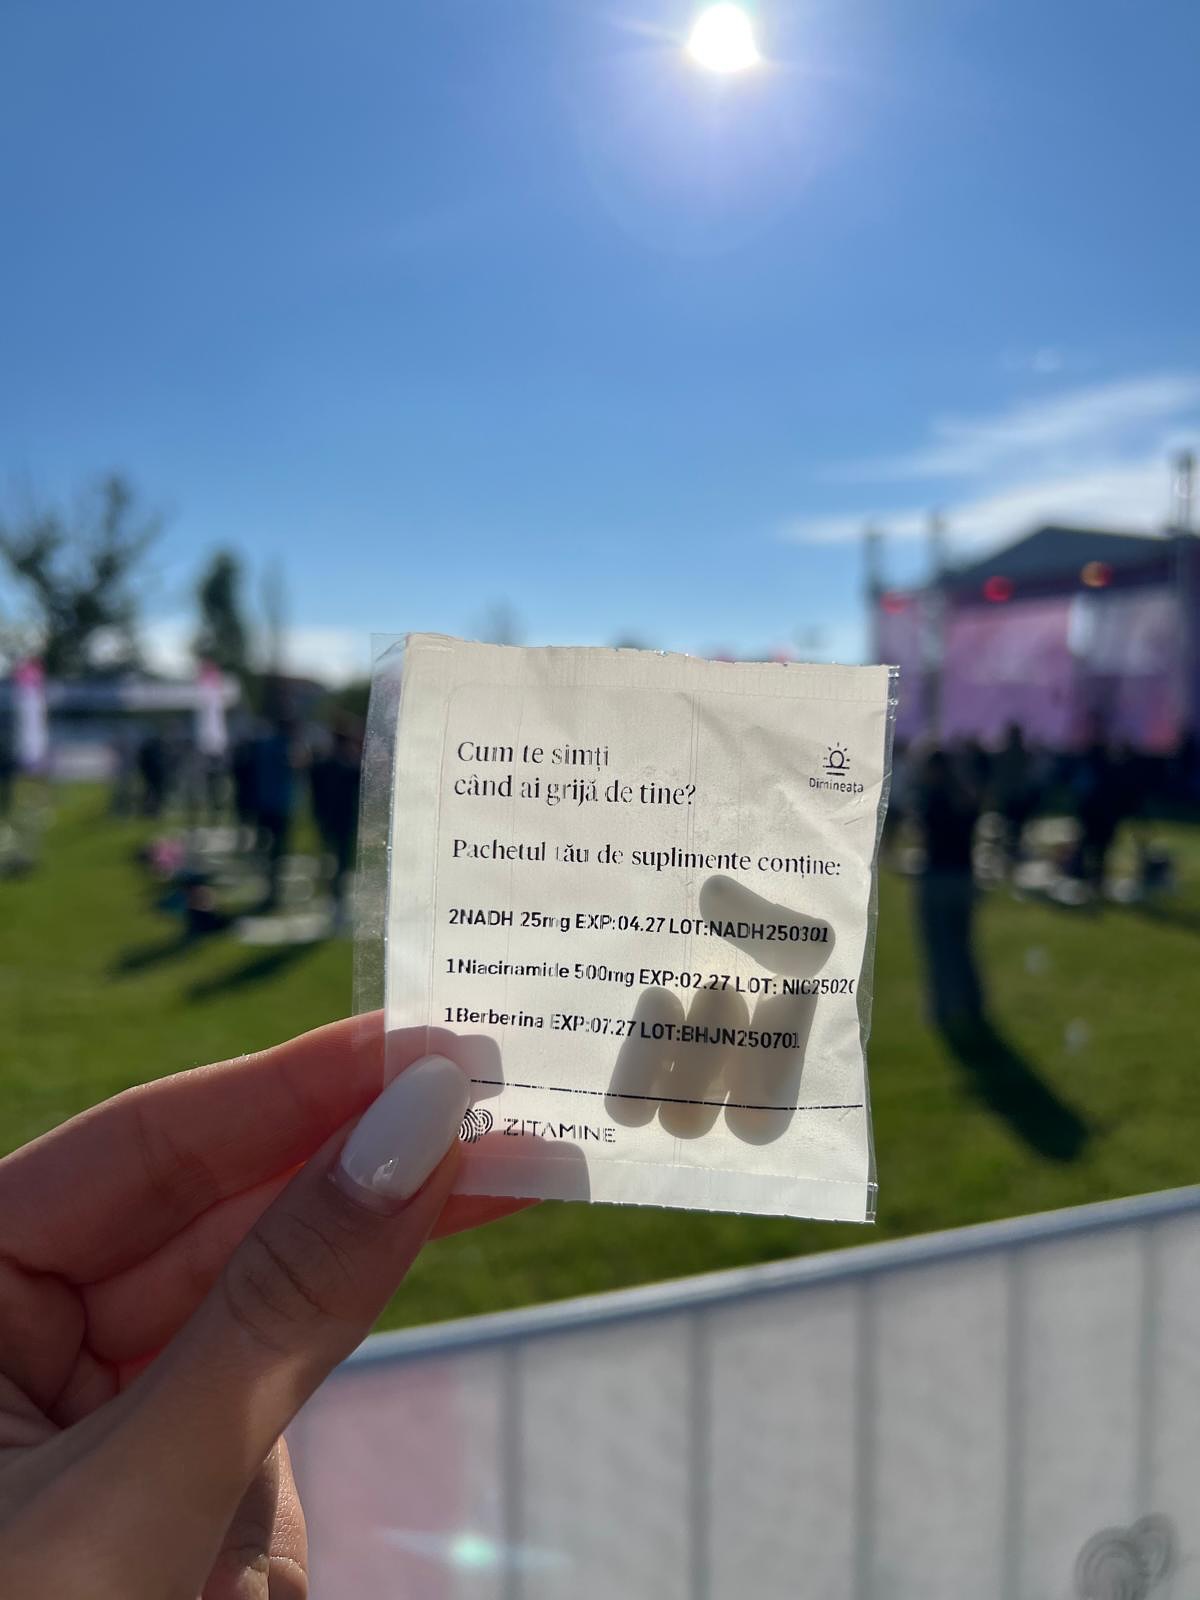 Cum te simți
când ai grijă de tine?
Dimineața
Pachetul tău de suplimente conține:
2NADH 25mg EXP:04.27 LOT:NADH250301
1Niacinamide 500mg EXP:02.27 LOT: NIC25020
1Berberina EXP:07.27 LOT:BHJN250701
ZITAMINE